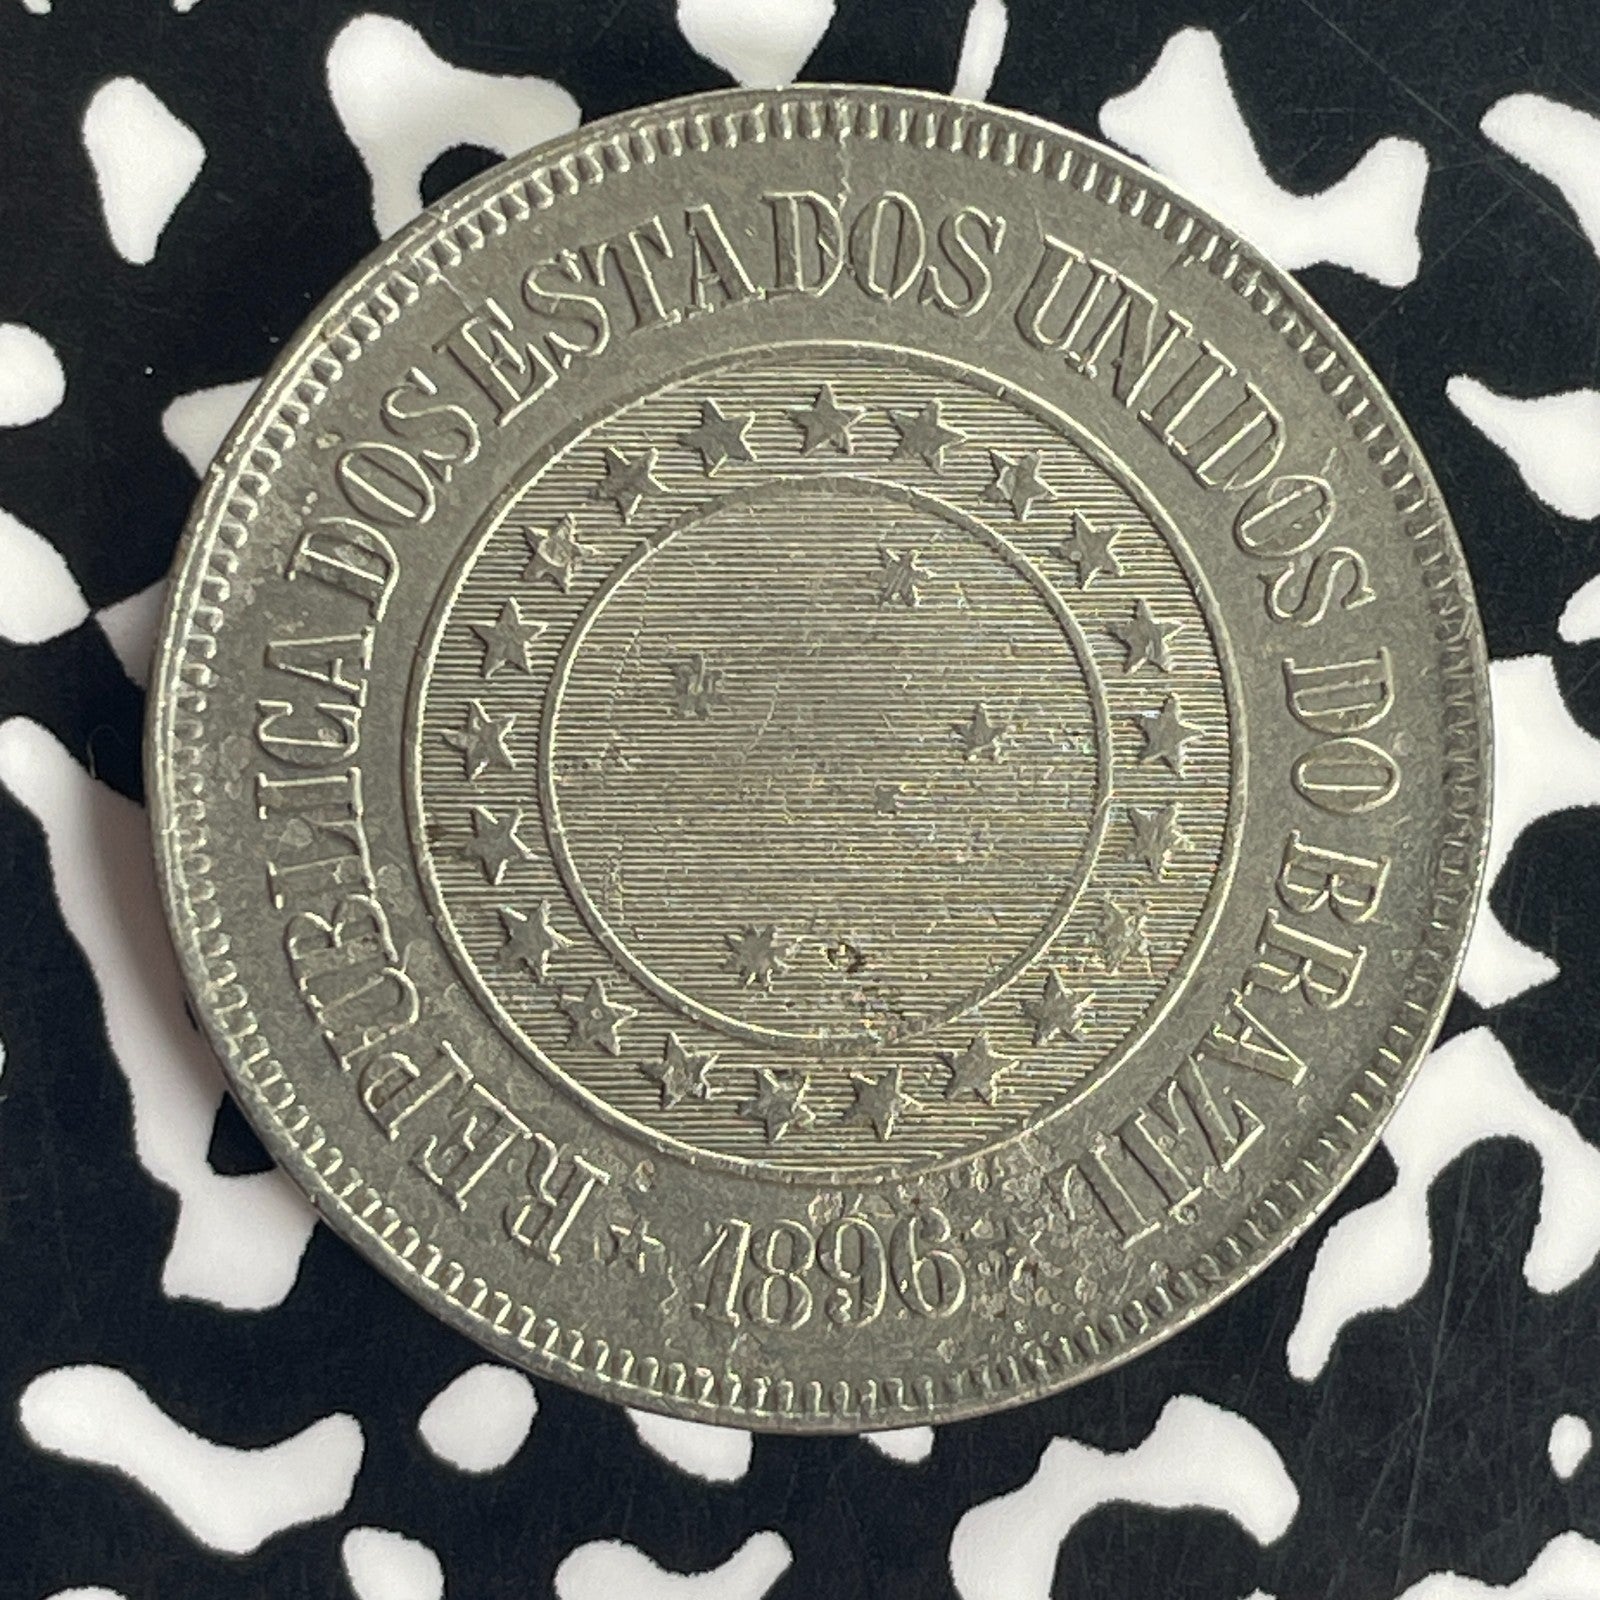 REPUBLICA DOS ESTADOS UNIDOS DO BRAZIL
1896